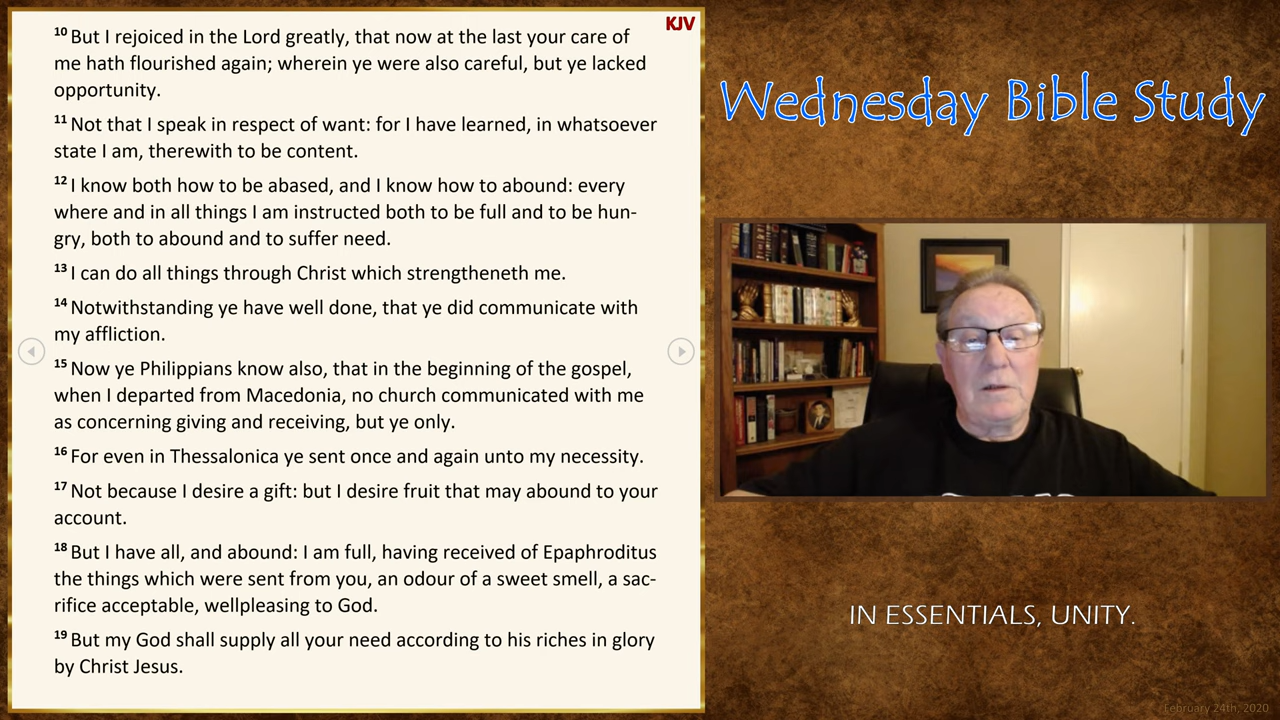 KJV
10 But I rejoiced in the Lord greatly, that now at the last your care of
me hath flourished again; wherein ye were also careful, but ye lacked
opportunity.
11 Not that I speak in respect of want: for I have learned, in whatsoever
state I am, therewith to be content.
12 I know both how to be abased, and I know how to abound: every
where and in all things I am instructed both to be full and to be hun-
gry, both to abound and to suffer need.
13 I can do all things through Christ which strengtheneth me.
14 Notwithstanding ye have well done, that ye did communicate with
my affliction.
15 Now ye Philippians know also, that in the beginning of the gospel,
when I departed from Macedonia, no church communicated with me
as concerning giving and receiving, but ye only.
16 For even in Thessalonica ye sent once and again unto my necessity.
17 Not because I desire a gift: but I desire fruit that may abound to your
account.
18 But I have all, and abound: I am full, having received of Epaphroditus
the things which were sent from you, an odour of a sweet smell, a sac-
rifice acceptable, wellpleasing to God.
19 But my God shall supply all your need according to his riches in glory
by Christ Jesus.
Wednesday Bible Study
IN ESSENTIALS, UNITY.
February 24th, 2020